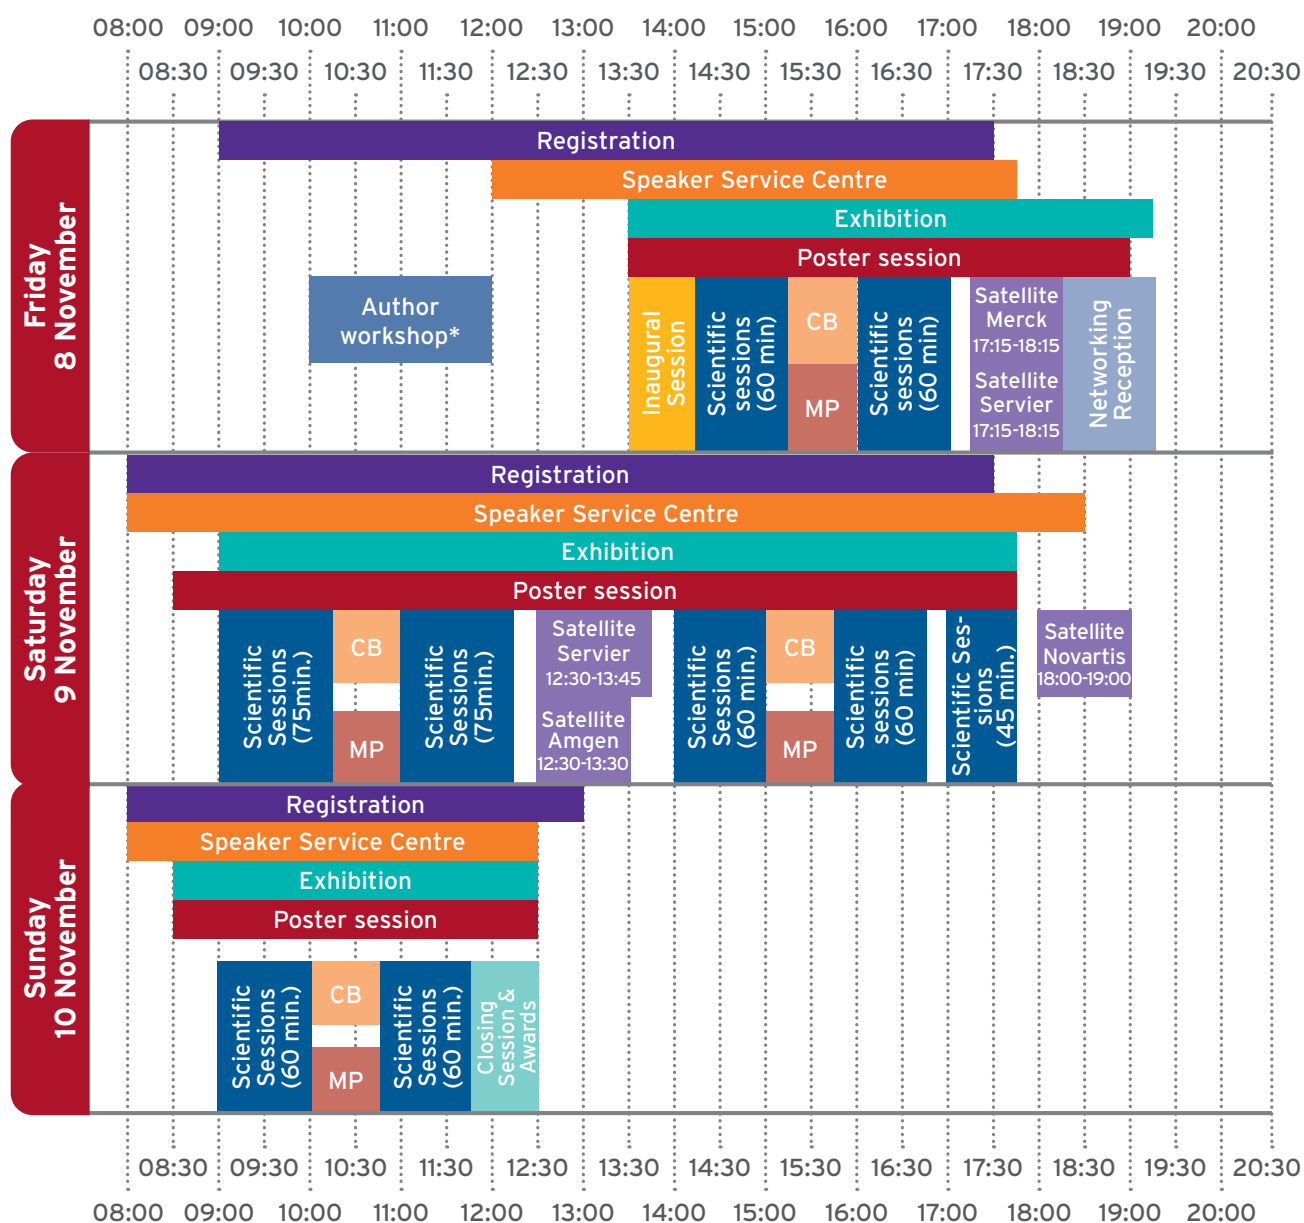 08:00 09:00 10:00 11:00 12:00 13:00 14:00 15:00 16:00 17:00 18:00 19:00 20:00
08:30 09:30 10:30 11:30 12:30 13:30 14:30 15:30 16:30 17:30 18:30 19:30 20:30
Friday
8 November
Registration
Speaker Service Centre
Exhibition
Poster session
Author
workshop*
Inaugural
Session
Scientific
sessions
(60 min)
CB
MP
Scientific
sessions
(60 min)
Satellite
Merck
17:15-18:15
Satellite
Servier
17:15-18:15
Networking
Reception
Saturday
9 November
Registration
Speaker Service Centre
Exhibition
Poster session
Scientific
Sessions
(75min.)
CB
MP
Scientific
Sessions
(75min.)
Satellite
Servier
12:30-13:45
Satellite
Amgen
12:30-13:30
Scientific
Sessions
(60 min.)
CB
MP
Scientific
sessions
(60 min.)
Scientific Ses-
sions
(45 min.)
Satellite
Novartis
18:00-19:00
Sunday
10 November
Registration
Speaker Service Centre
Exhibition
Poster session
Scientific
Sessions
(60 min.)
CB
MP
Scientific
Sessions
(60 min.)
Closing
Session &
Awards
08:30 09:30 10:30 11:30 12:30 13:30 14:30 15:30 16:30 17:30 18:30 19:30 20:30
08:00 09:00 10:00 11:00 12:00 13:00 14:00 15:00 16:00 17:00 18:00 19:00 20:00